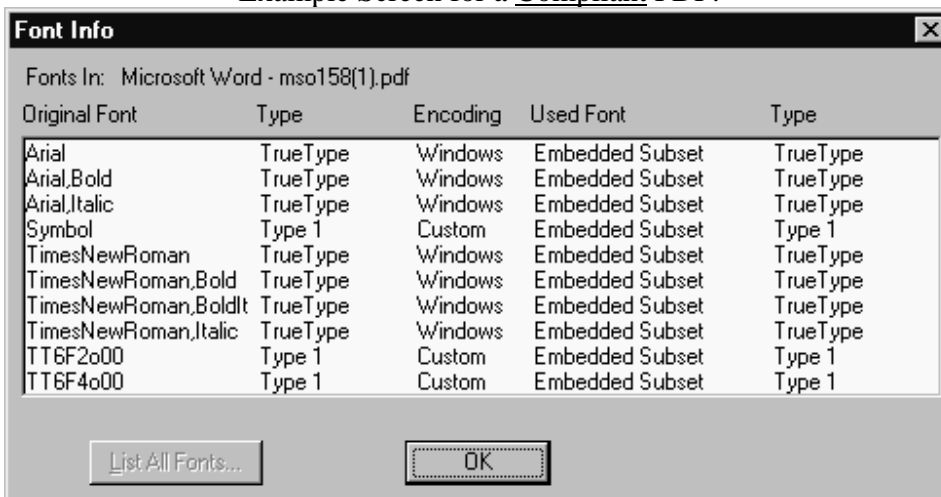 Example Screen for a Compliant PDF:
Font Info
Fonts In: Microsoft Word - mso158(1).pdf
Original Font Type Encoding Used Font Type
Arial TrueType Windows Embedded Subset TrueType
Arial,Bold TrueType Windows Embedded Subset TrueType
Arial,Italic TrueType Windows Embedded Subset TrueType
Symbol Type 1 Custom Embedded Subset Type 1
TimesNewRoman TrueType Windows Embedded Subset TrueType
TimesNewRoman,Bold TrueType Windows Embedded Subset TrueType
TimesNewRoman,BoldIt TrueType Windows Embedded Subset TrueType
TimesNewRoman,Italic TrueType Windows Embedded Subset TrueType
TT6F2o00 Type 1 Custom Embedded Subset Type 1
TT6F4o00 Type 1 Custom Embedded Subset Type 1
List All Fonts... OK